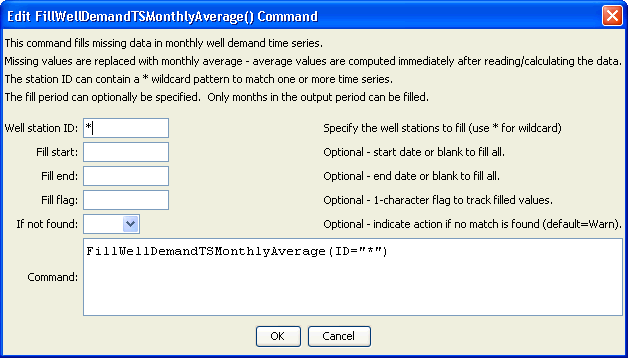 Edit FillWellDemandTSMonthlyAverage() Command
This command fills missing data in monthly well demand time series.
Missing values are replaced with monthly average - average values are computed immediately after reading/calculating the data.
The station ID can contain a * wildcard pattern to match one or more time series.
The fill period can optionally be specified. Only months in the output period can be filled.
Well station ID: * Specify the well stations to fill (use * for wildcard)
Fill start: Optional - start date or blank to fill all.
Fill end: Optional - end date or blank to fill all.
Fill flag: Optional - 1-character flag to track filled values.
If not found: Optional - indicate action if no match is found (default=Warn).
Command: FillWellDemandTSMonthlyAverage(ID="*")
OK Cancel